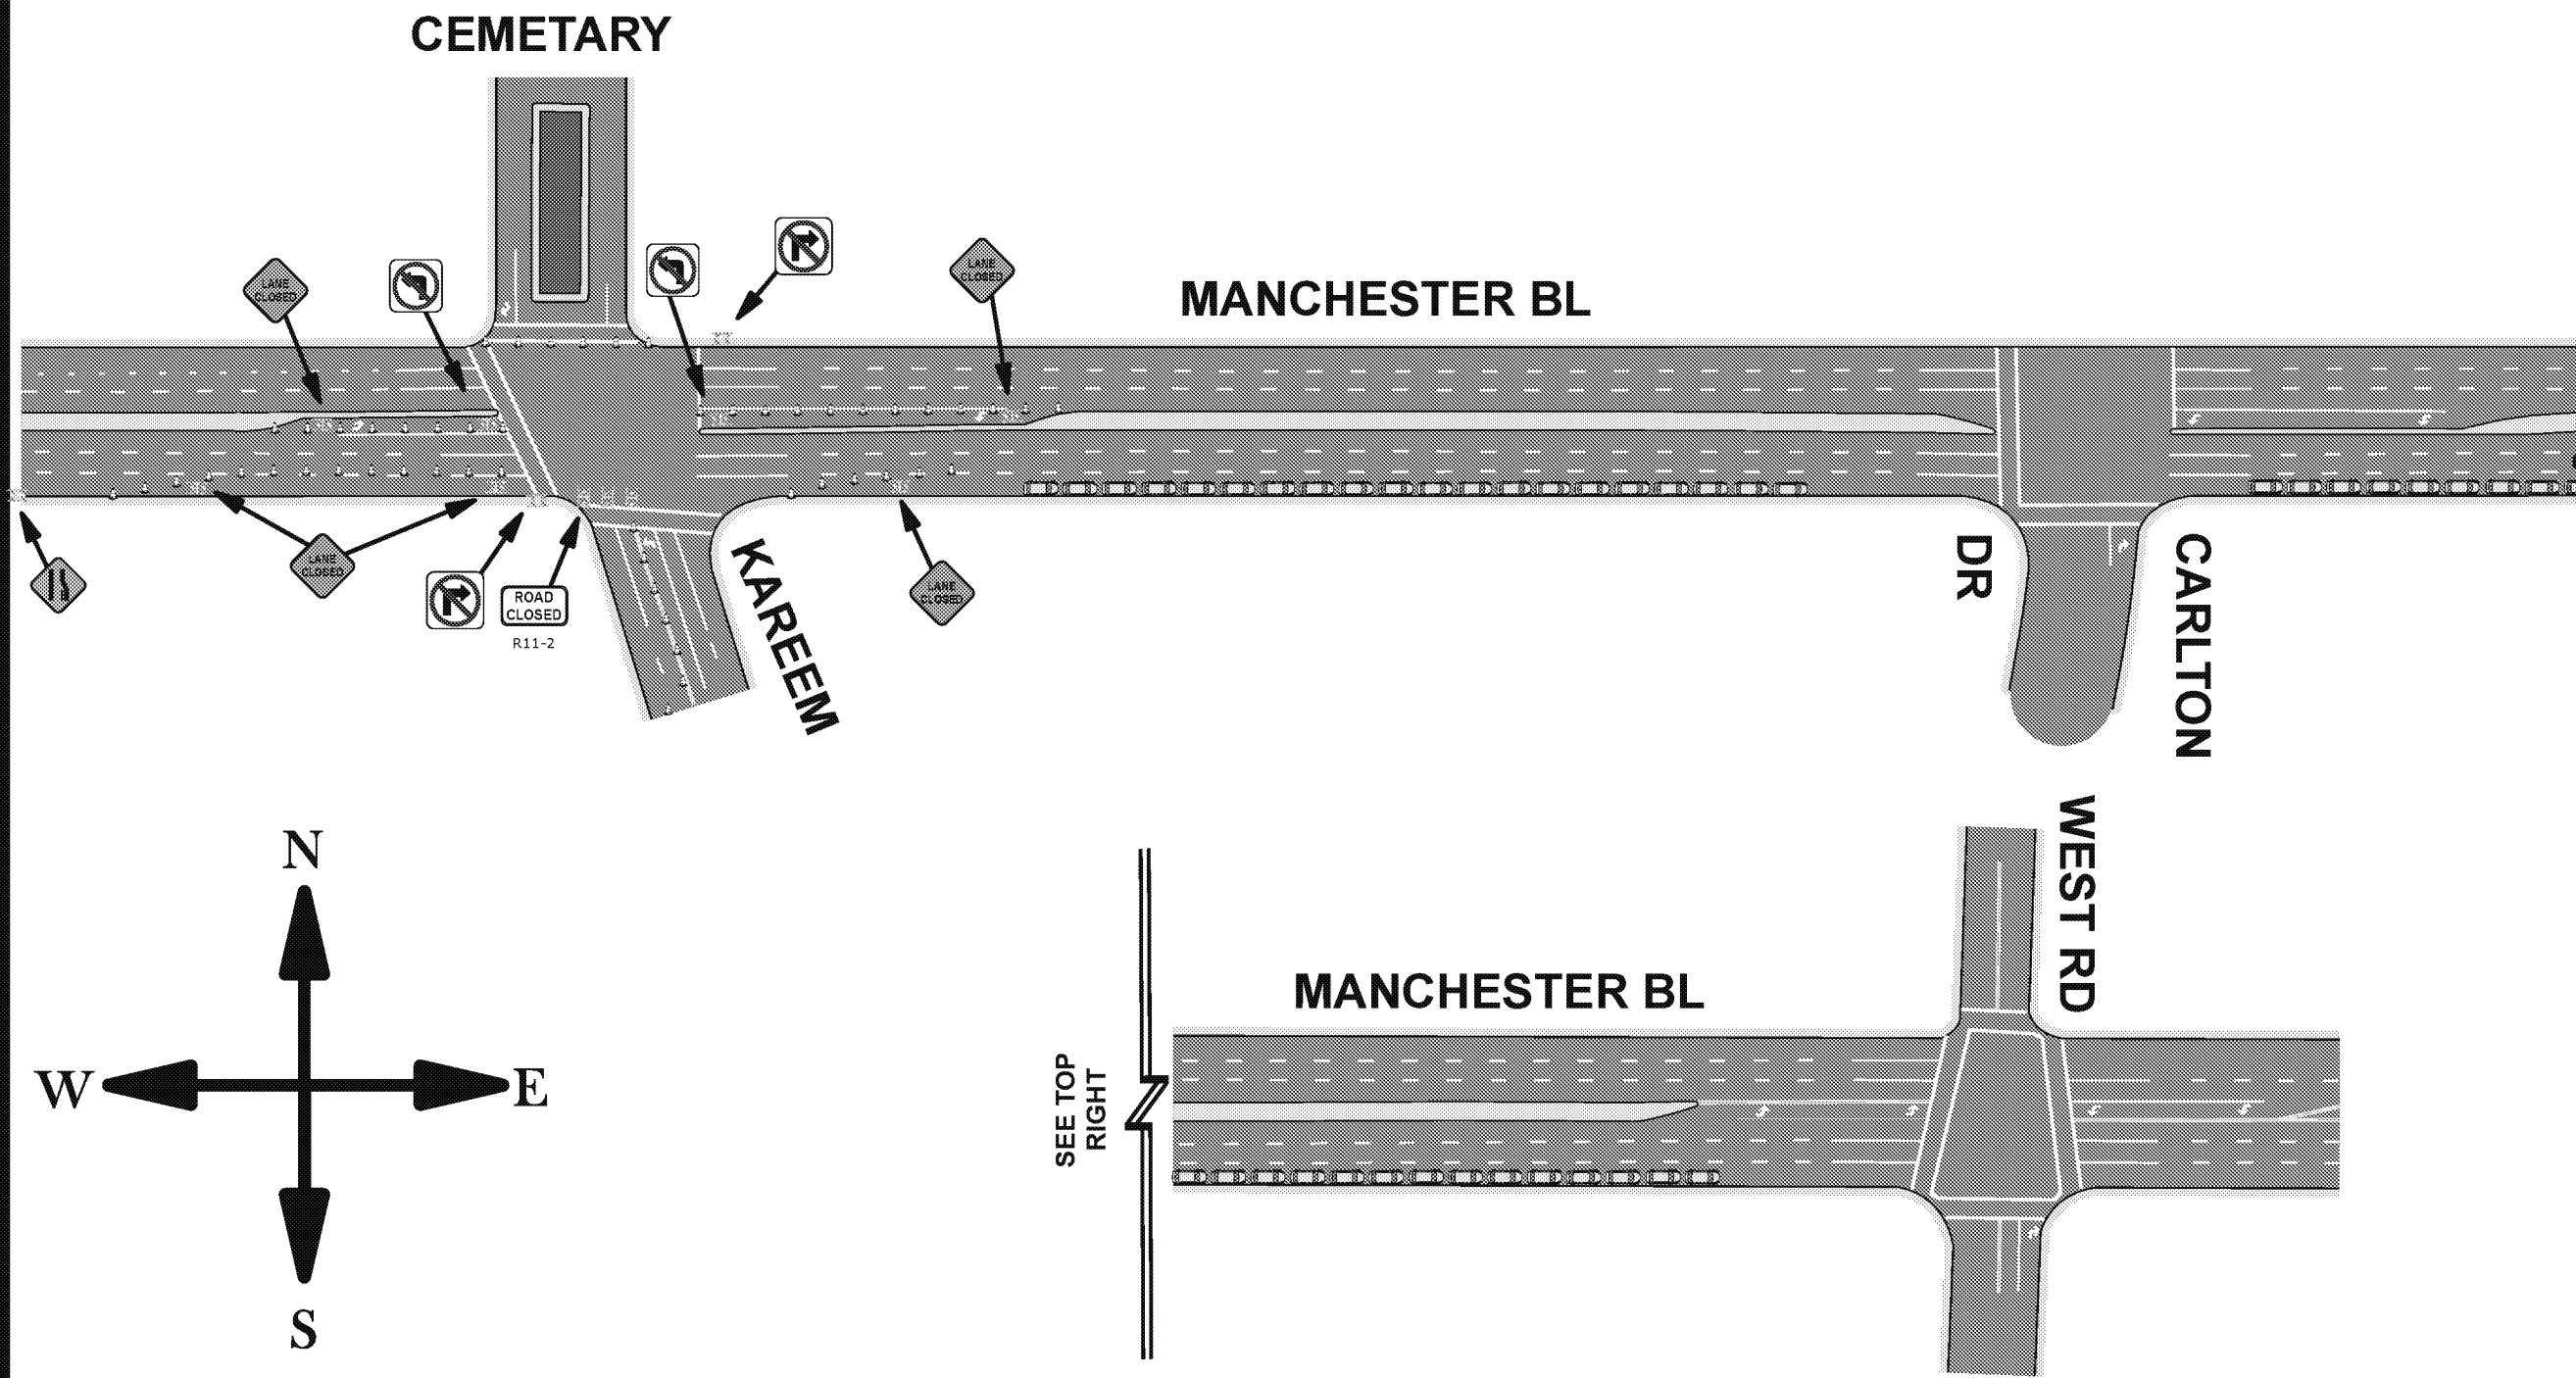 CEMETARY
LANE
CLOSED
LANE
CLOSED
MANCHESTER BL
LANE
CLOSED
ROAD
CLOSED
R11-2
KAREEM
LANE
CLOSED
DR
CARLTON
N
W
E
S
SEE TOP
RIGHT
MANCHESTER BL
WEST RD